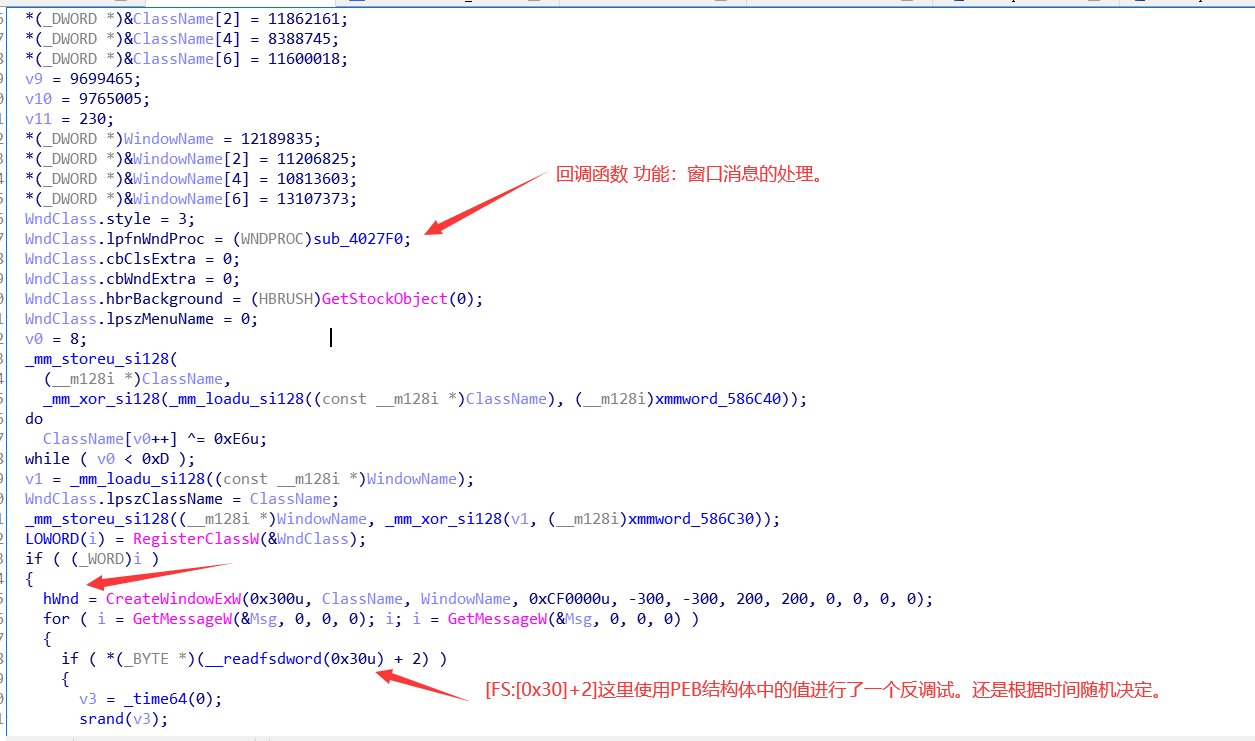 *(_DWORD *)&ClassName[2] = 11862161;
*(_DWORD *)&ClassName[4] = 8388745;
*(_DWORD *)&ClassName[6] = 11600018;
v9 = 9699465;
v10 = 9765005;
v11 = 230;
*(_DWORD *)WindowName = 12189835;
*(_DWORD *)&WindowName[2] = 11206825;
*(_DWORD *)&WindowName[4] = 10813603;
*(_DWORD *)&WindowName[6] = 13107373;
回调函数 功能：窗口消息的处理。
WndClass.style = 3;
WndClass.lpfnWndProc = (WNDPROC)sub_4027F0;
WndClass.cbClsExtra = 0;
WndClass.cbWndExtra = 0;
WndClass.hbrBackground = (HBRUSH)GetStockObject(0);
WndClass.lpszMenuName = 0;
v0 = 8;
_mm_storeu_si128(
(__m128i *)ClassName,
_mm_xor_si128(_mm_loadu_si128((const __m128i *)ClassName), (__m128i)xmmword_586C40));
do
ClassName[v0++] ^= 0xE6u;
while ( v0 < 0xD );
v1 = _mm_loadu_si128((const __m128i *)WindowName);
WndClass.lpszClassName = ClassName;
_mm_storeu_si128((__m128i *)WindowName, _mm_xor_si128(v1, (__m128i)xmmword_586C30));
LOWORD(i) = RegisterClassW(&WndClass);
if ( (_WORD)i )
{
hWnd = CreateWindowExW(0x300u, ClassName, WindowName, 0xCF0000u, -300, -300, 200, 200, 0, 0, 0, 0);
for ( i = GetMessageW(&Msg, 0, 0, 0); i; i = GetMessageW(&Msg, 0, 0, 0) )
{
if ( *(_BYTE *)(__readfsdword(0x30u) + 2) )
{
[FS:[0x30]+2]这里使用PEB结构体中的值进行了一个反调试。还是根据时间随机决定。
v3 = _time64(0);
srand(v3);